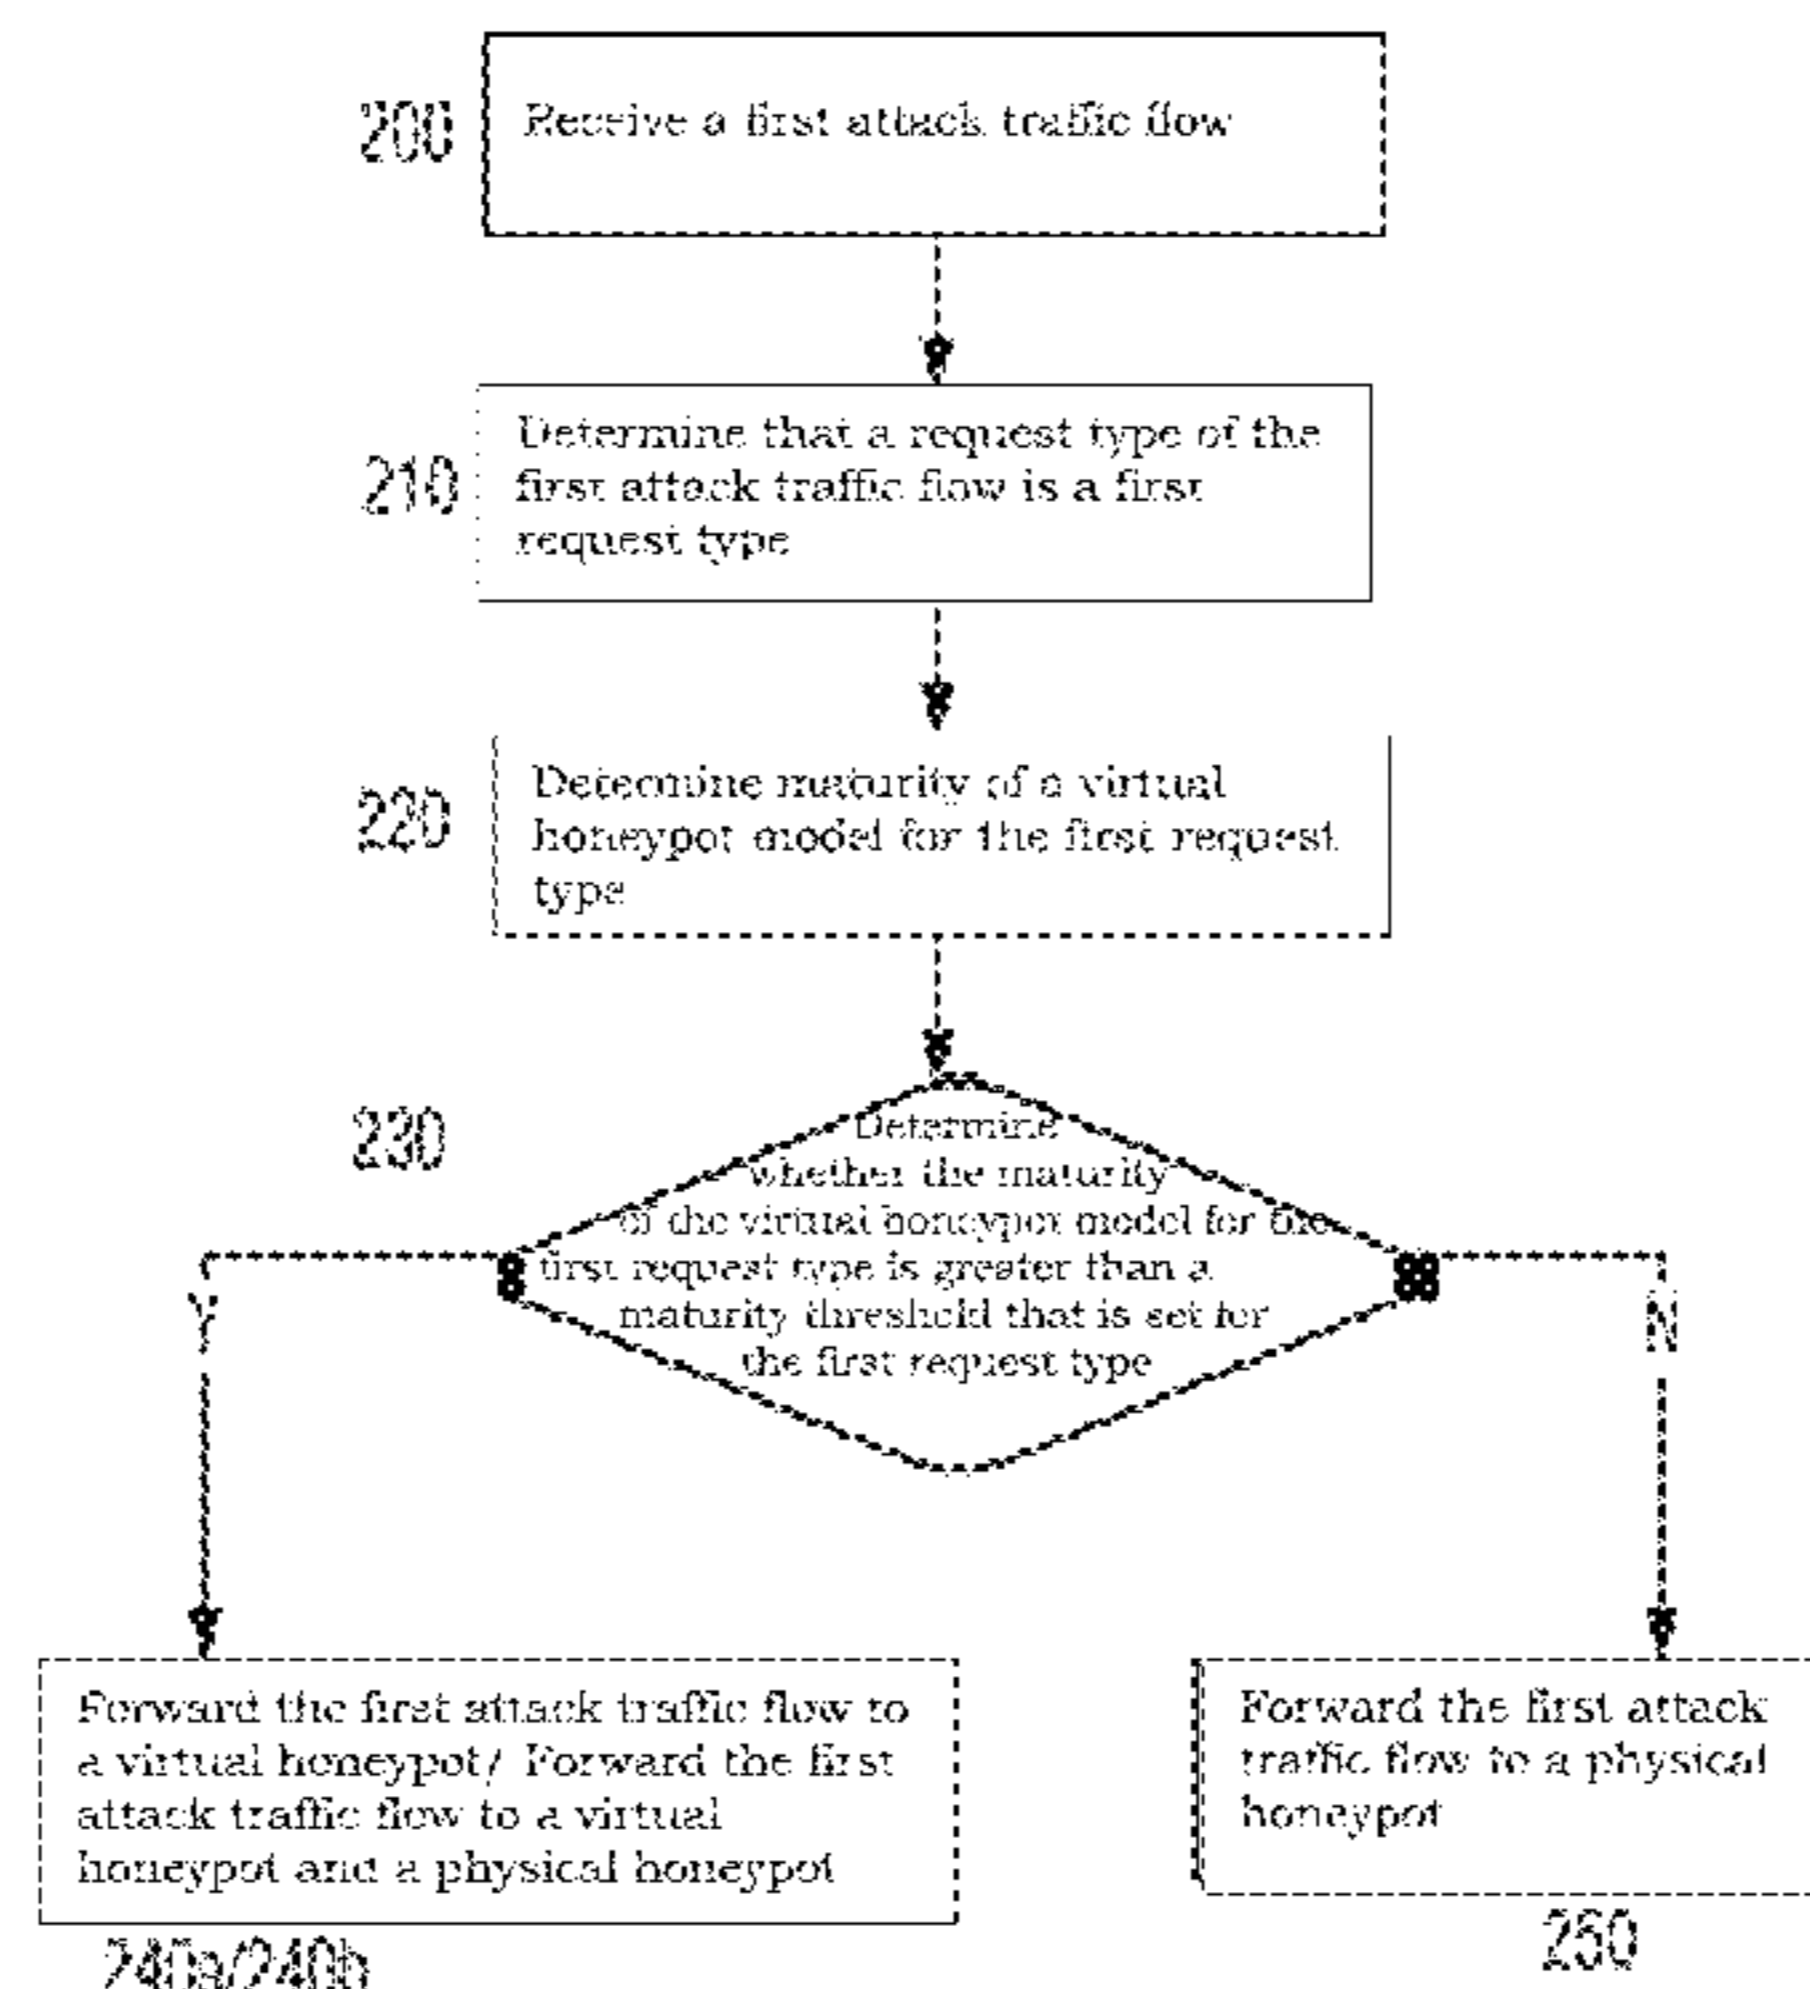 200
Receive a first attack traffic flow
210
Determine that a request type of the
first attack traffic flow is a first
request type
220
Determine maturity of a virtual
honeypot model for the first request
type
230
Determine
whether the maturity
of the virtual honeypot model for the
first request type is greater than a
maturity threshold that is set for
the first request type
Y
N
Forward the first attack traffic flow to
a virtual honeypot/ Forward the first
attack traffic flow to a virtual
honeypot and a physical honeypot
240a/240b
Forward the first attack
traffic flow to a physical
honeypot
250